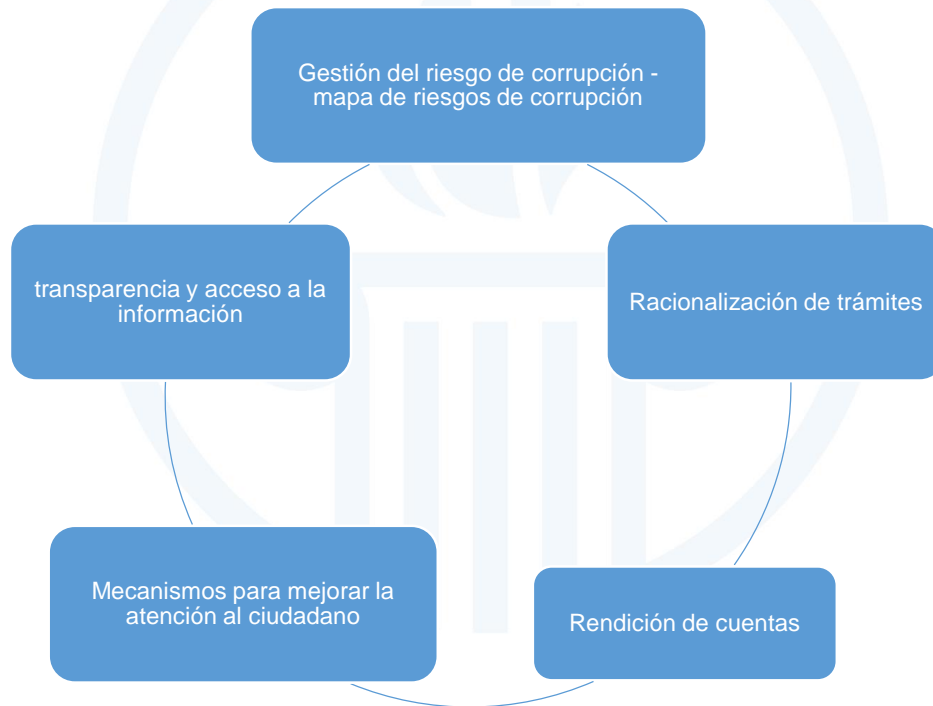 Gestión del riesgo de corrupción -
mapa de riesgos de corrupción
transparencia y acceso a la
información
Racionalización de trámites
Mecanismos para mejorar la
atención al ciudadano
Rendición de cuentas